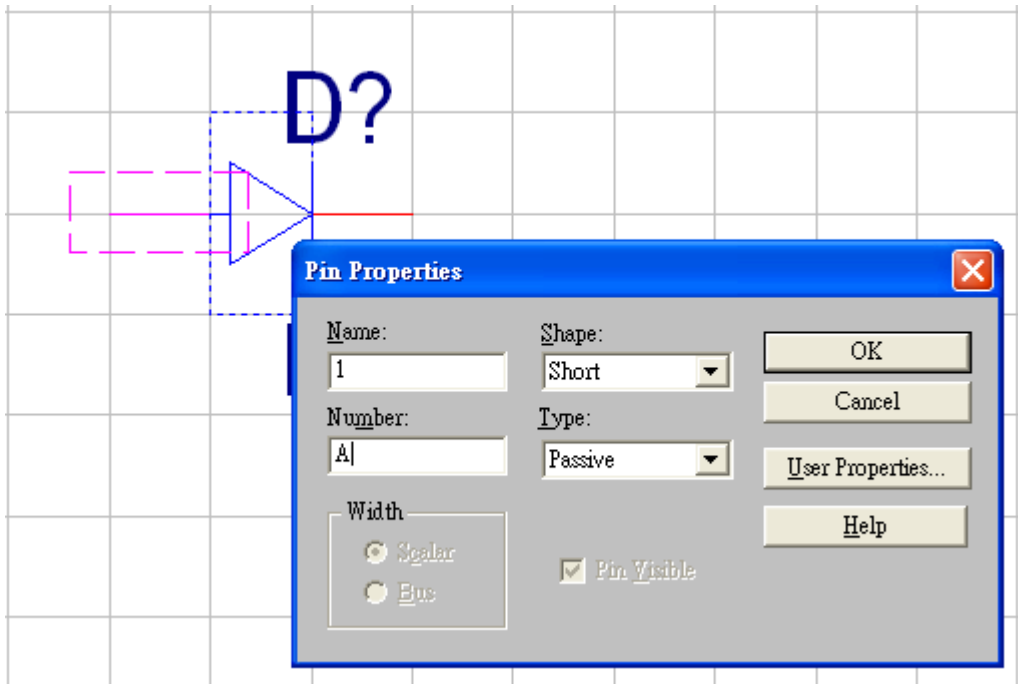 D?
Pin Properties
Name:
1
Shape:
Short
OK
Cancel
Number:
A
Type:
Passive
User Properties...
Help
Width
Scalar
Bus
Pin Visible